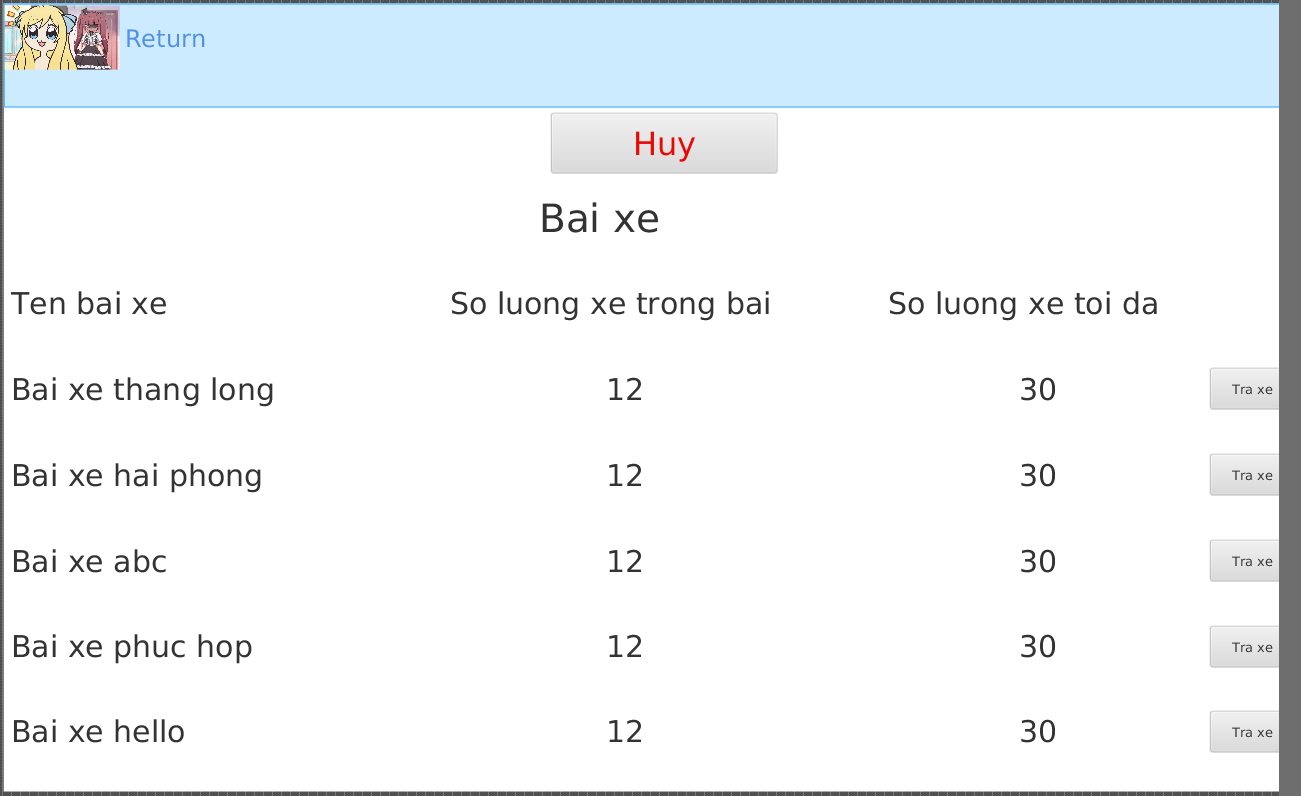 Return
Huy
Bai xe
Ten bai xe So luong xe trong bai So luong xe toi da
Bai xe thang long 12 30 Tra xe
Bai xe hai phong 12 30 Tra xe
Bai xe abc 12 30 Tra xe
Bai xe phuc hop 12 30 Tra xe
Bai xe hello 12 30 Tra xe